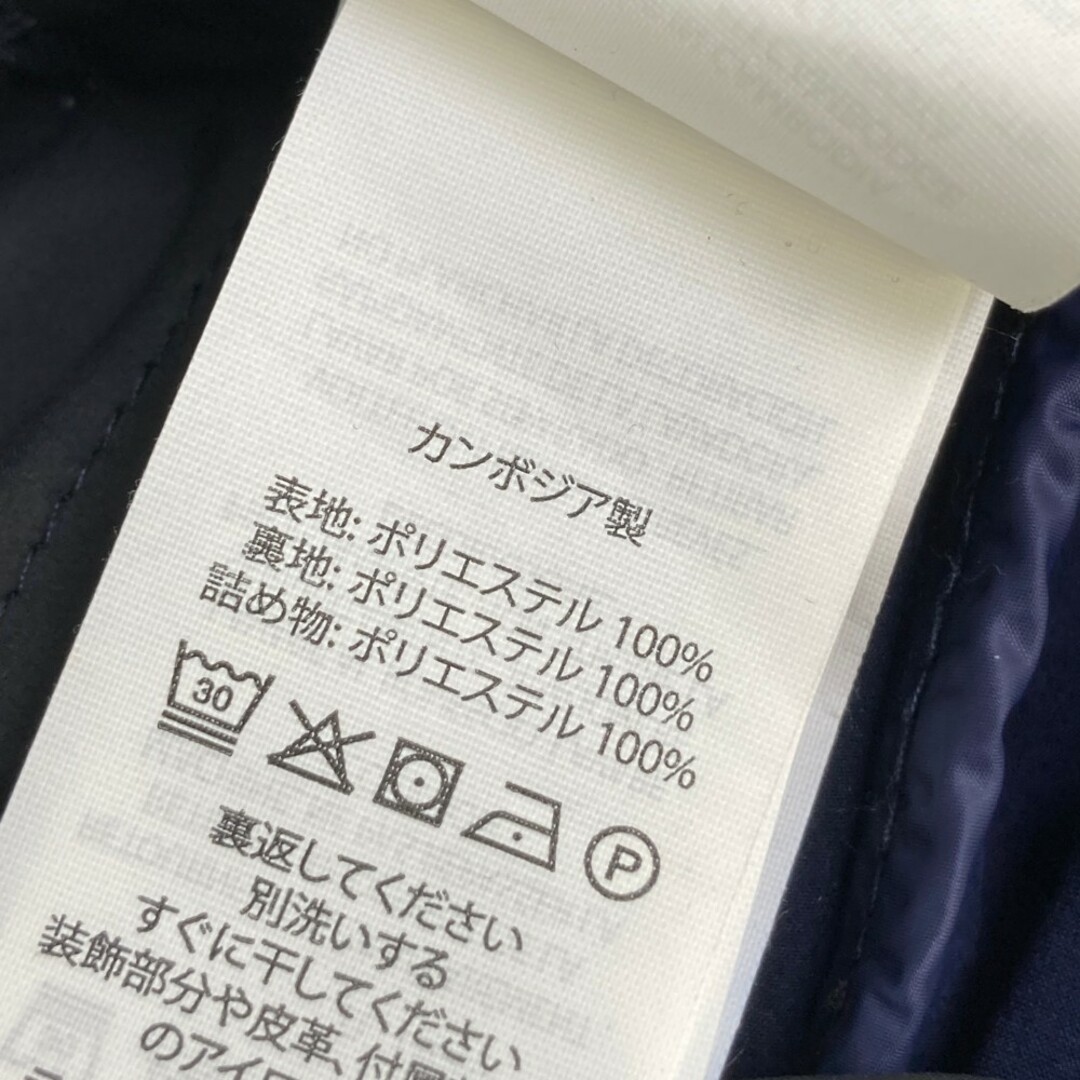 カンボジア製
表地: ポリエステル 100%
裏地: ポリエステル 100%
詰め物: ポリエステル 100%
30
P
裏返してください
別洗いする
すぐに干してください
装飾部分や皮革、付属
のアイロ